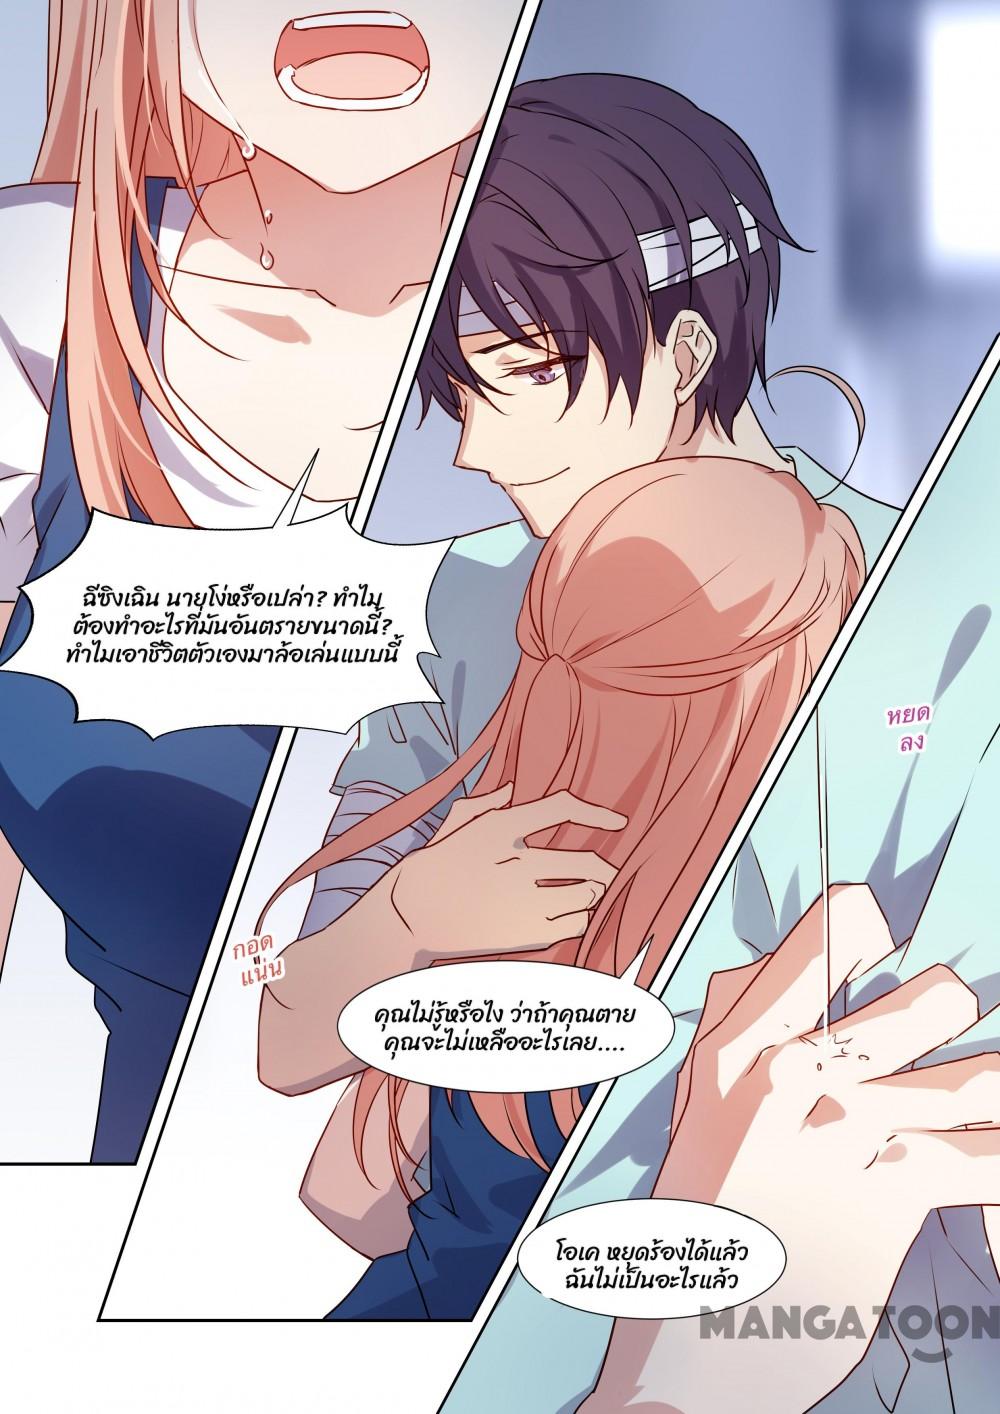 ฉีซิงเฉิน นายโง่หรือเปล่า? ทำไม
ต้องทำอะไรที่มันอันตรายขนาดนี้?
ทำไมเอาชีวิตตัวเองมาล้อเล่นแบบนี้
หยด
ลง
กอด
แน่น
คุณไม่รู้หรือไง ว่าถ้าคุณตาย
คุณจะไม่เหลืออะไรเลย....
โอเค หยุดร้องได้แล้ว
ฉันไม่เป็นอะไรแล้ว
MANGATOON